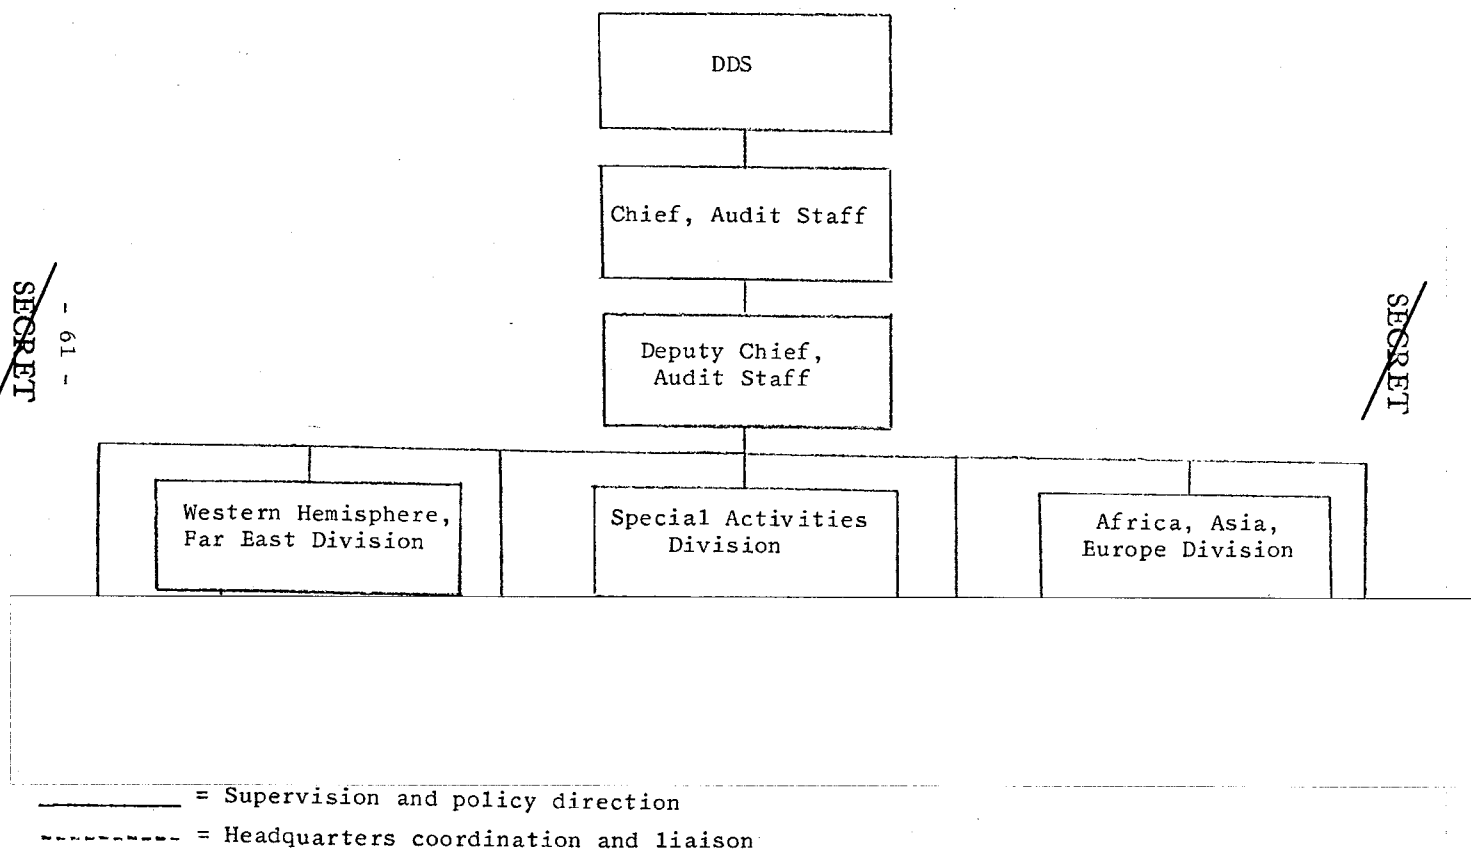 DDS
Chief, Audit Staff
SECRET
- 61 -
SECRET
Deputy Chief,
Audit Staff
Western Hemisphere,
Far East Division
Special Activities
Division
Africa, Asia,
Europe Division
= Supervision and policy direction
= Headquarters coordination and liaison